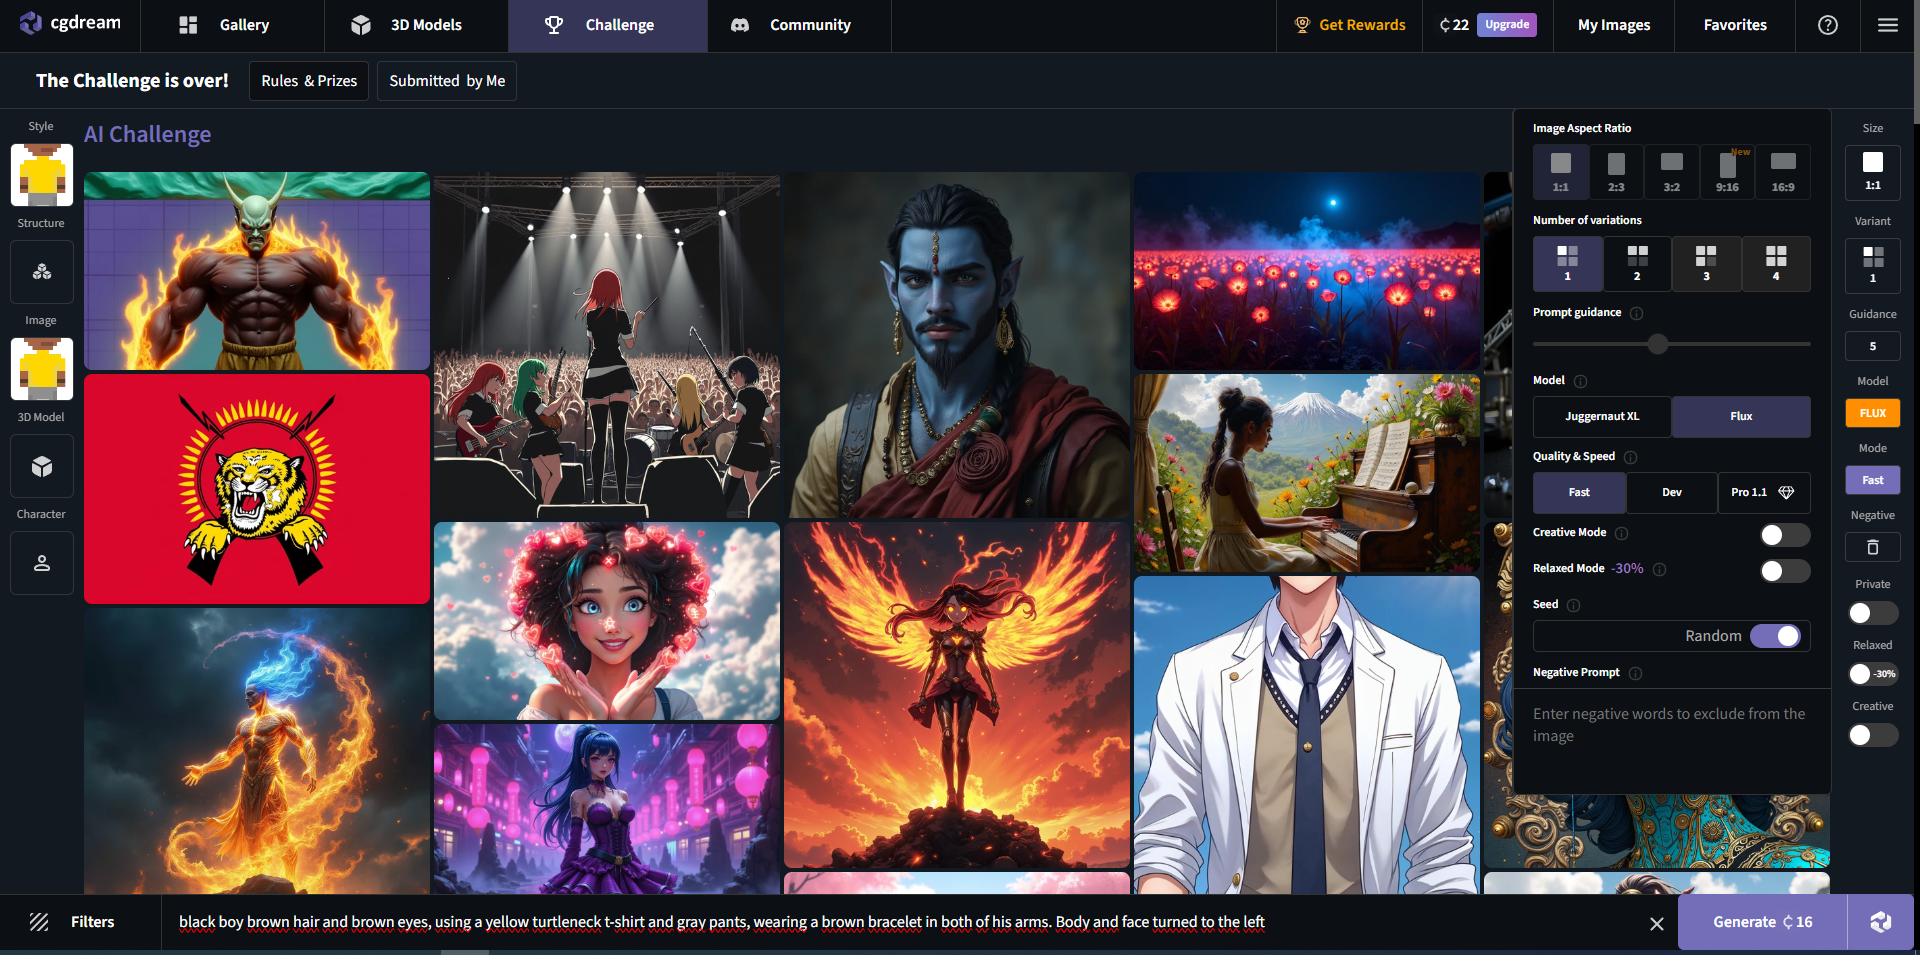 cgdream
Gallery
3D Models
Challenge
Community
Get Rewards
₵ 22
Upgrade
My Images
Favorites
The Challenge is over!
Rules & Prizes
Submitted by Me
Style
Structure
Image
3D Model
Character
AI Challenge
Image Aspect Ratio
New
1:1
2:3
3:2
9:16
16:9
Number of variations
1
2
3
4
Prompt guidance
Model
Juggernaut XL
Flux
Quality & Speed
Fast
Dev
Pro 1.1
Creative Mode
Relaxed Mode -30%
Seed
Random
Negative Prompt
Enter negative words to exclude from the
image
Size
1:1
Variant
1
Guidance
5
Model
FLUX
Mode
Fast
Negative
Private
Relaxed
-30%
Creative
Filters
black boy brown hair and brown eyes, using a yellow turtleneck t-shirt and gray pants, wearing a brown bracelet in both of his arms. Body and face turned to the left
Generate ₵ 16